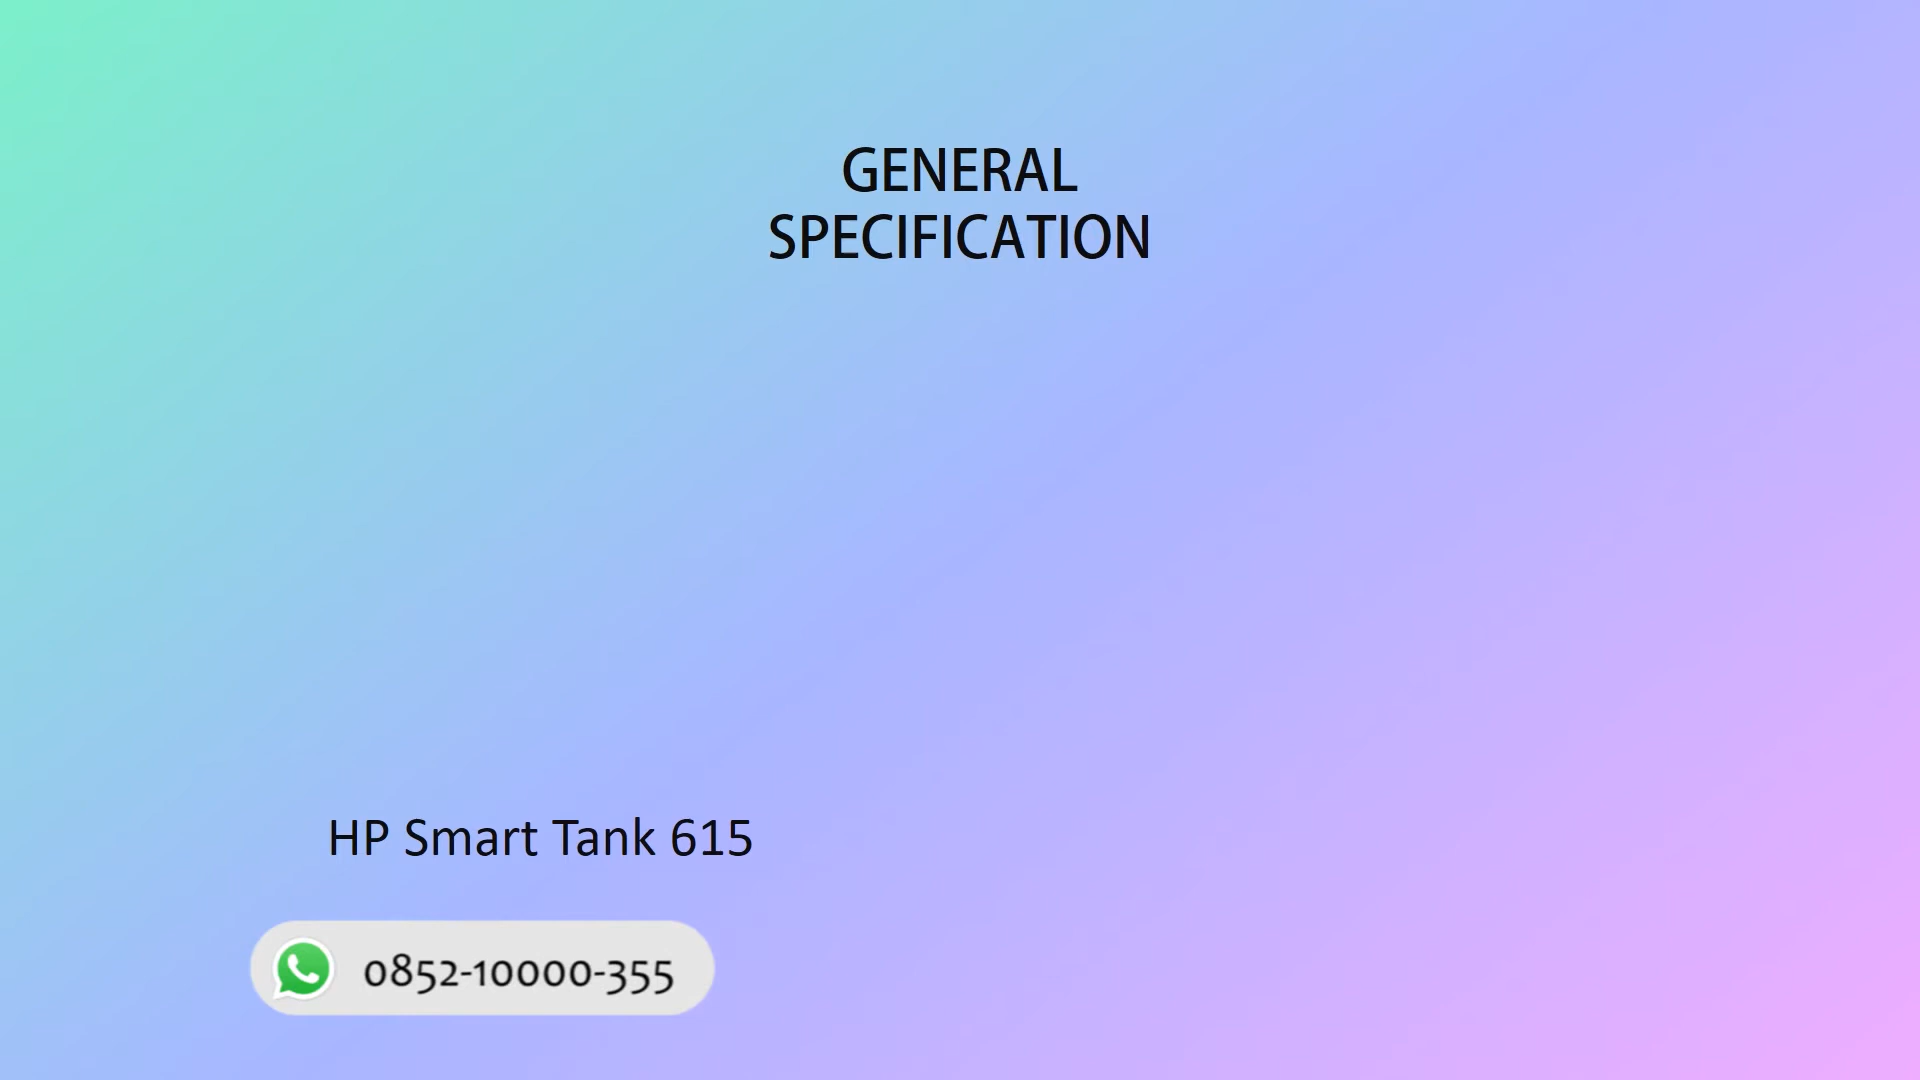 GENERAL
SPECIFICATION
HP Smart Tank 615
0852-10000-355